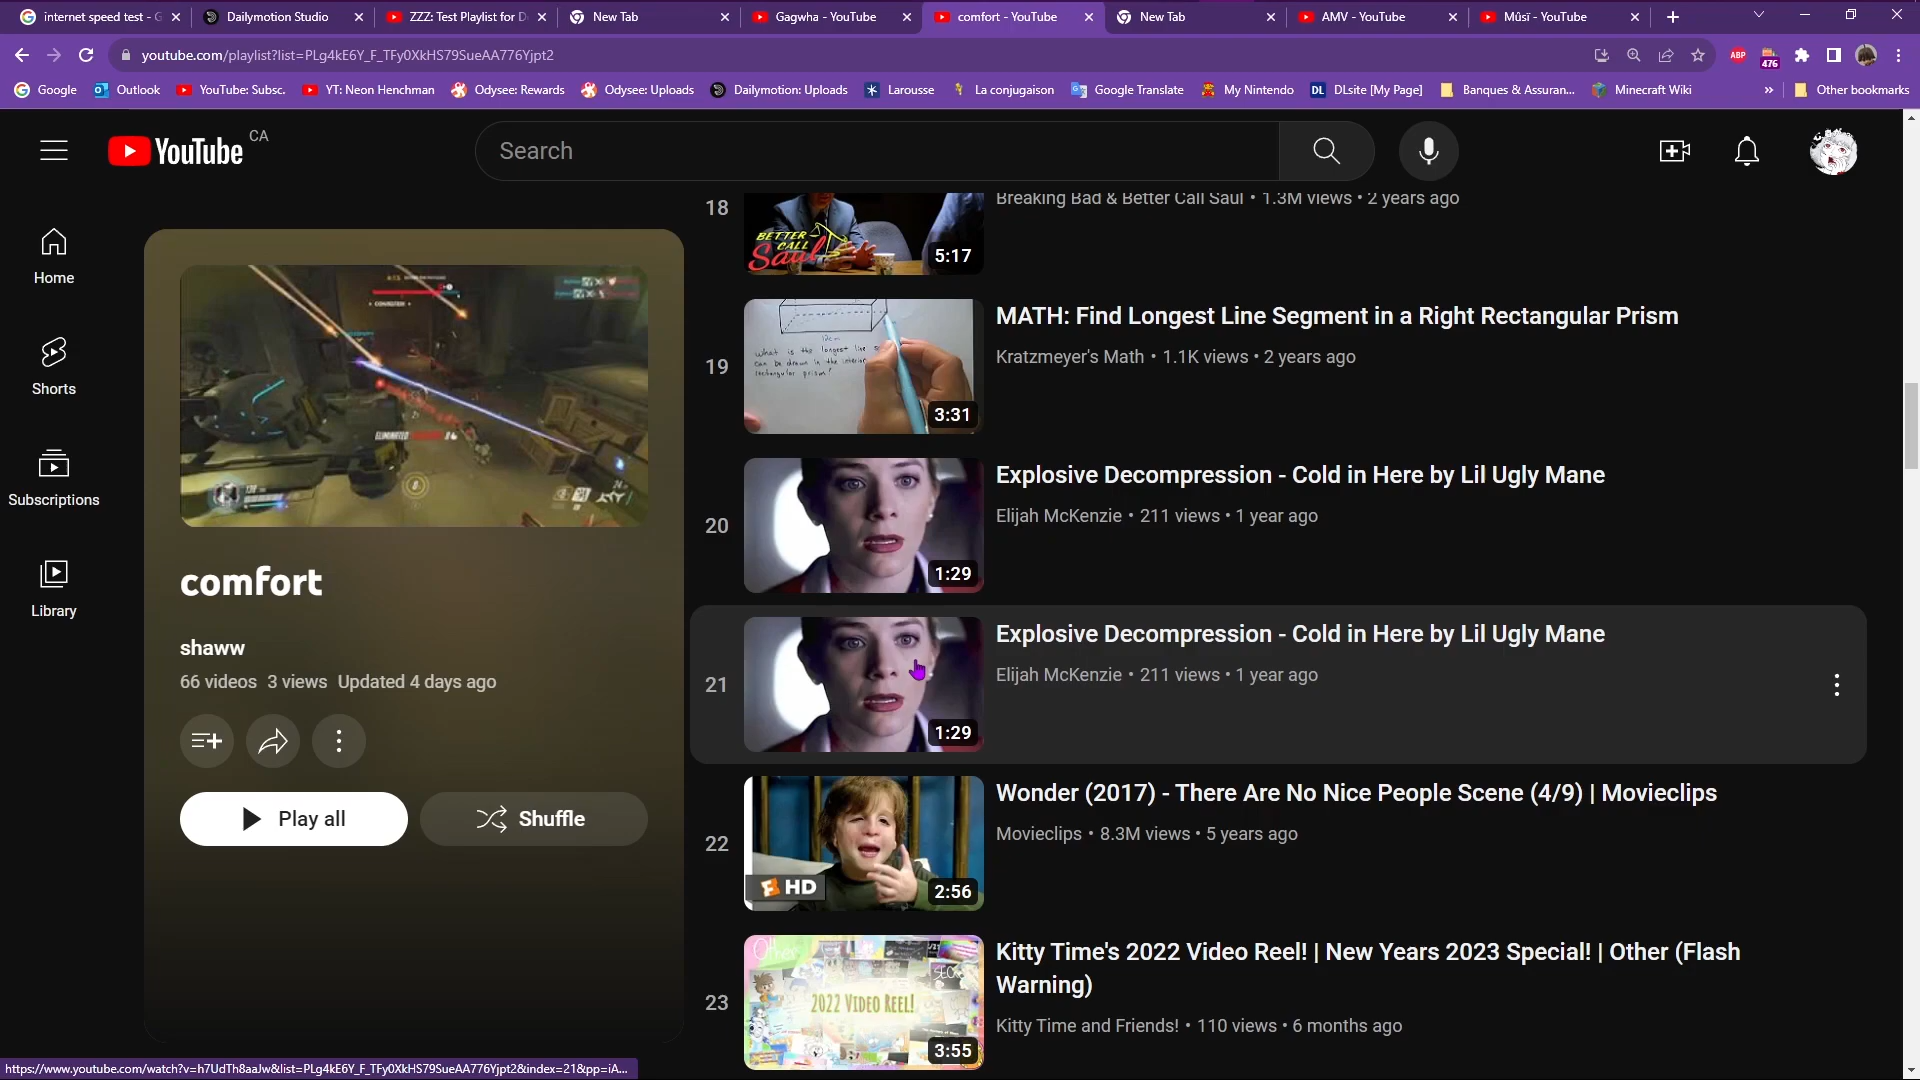 internet speed test - G
Dailymotion Studio
ZZZ: Test Playlist for D
New Tab
Gagwha - YouTube
comfort - YouTube
New Tab
AMV - YouTube
Mûsï - YouTube
youtube.com/playlist?list=PLg4kE6Y_F_TFy0XkHS79SueAA776Yjpt2
ABP
476
Google
Outlook
YouTube: Subsc.
YT: Neon Henchman
Odysee: Rewards
Odysee: Uploads
Dailymotion: Uploads
Larousse
La conjugaison
Google Translate
My Nintendo
DL
DLsite [My Page]
Banques & Assuran...
Minecraft Wiki
»
Other bookmarks
YouTube CA
Search
Home
Shorts
Subscriptions
Library
comfort
shaww
66 videos 3 views Updated 4 days ago
Play all
Shuffle
18
BETTER
CALL
Saul
5:17
Breaking Bad & Better Call Saul • 1.3M views • 2 years ago
19
3:31
MATH: Find Longest Line Segment in a Right Rectangular Prism
Kratzmeyer's Math • 1.1K views • 2 years ago
20
1:29
Explosive Decompression - Cold in Here by Lil Ugly Mane
Elijah McKenzie • 211 views • 1 year ago
21
1:29
Explosive Decompression - Cold in Here by Lil Ugly Mane
Elijah McKenzie • 211 views • 1 year ago
22
HD
2:56
Wonder (2017) - There Are No Nice People Scene (4/9) | Movieclips
Movieclips • 8.3M views • 5 years ago
23
2022 VIDEO REEL!
3:55
Kitty Time's 2022 Video Reel! | New Years 2023 Special! | Other (Flash
Warning)
Kitty Time and Friends! • 110 views • 6 months ago
https://www.youtube.com/watch?v=h7UdTh8aaJw&list=PLg4kE6Y_F_TFy0XkHS79SueAA776Yjpt2&index=21&pp=iA...